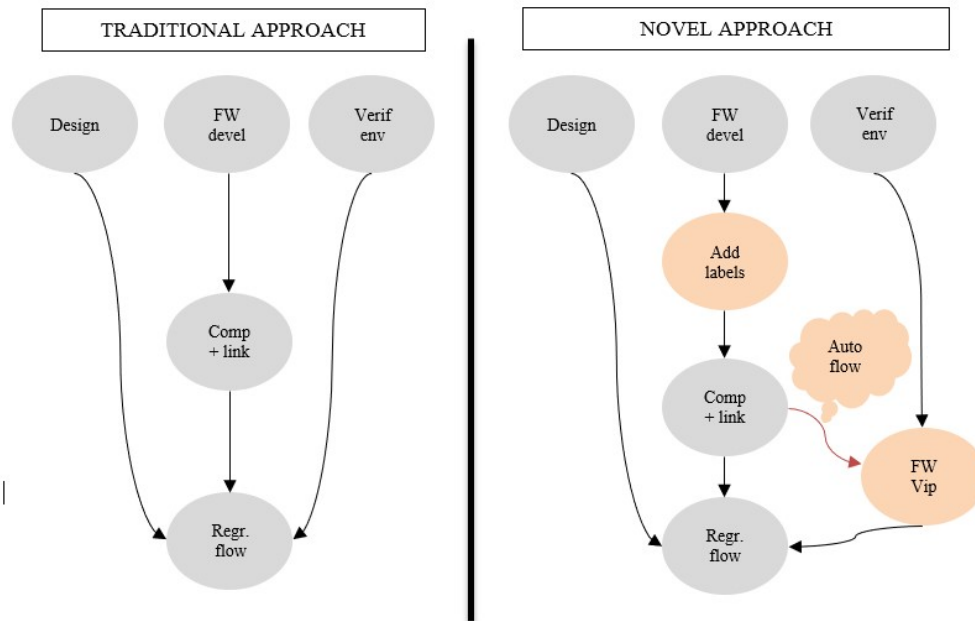 TRADITIONAL APPROACH
Design
FW
devel
Verif
env
Comp
+ link
Regr.
flow
NOVEL APPROACH
Design
FW
devel
Verif
env
Add
labels
Auto
flow
Comp
+ link
FW
Vip
Regr.
flow